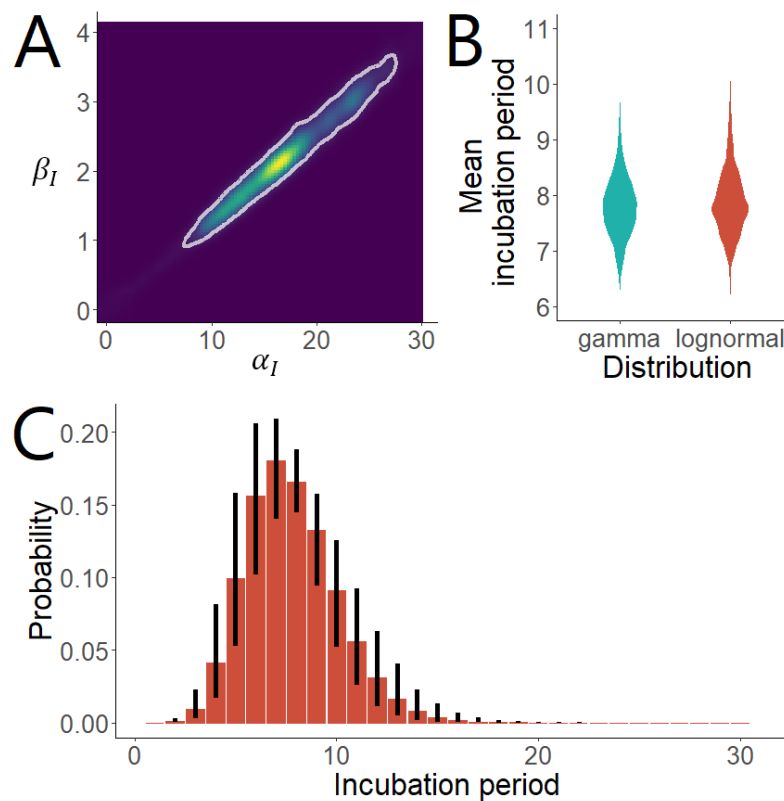 A
4
3
2
1
0
β_I
0 10 20 30
α_I
B
11
10
9
8
7
6
Mean
incubation period
gamma lognormal
Distribution
C
0.20
0.15
0.10
0.05
0.00
Probability
0 10 20 30
Incubation period